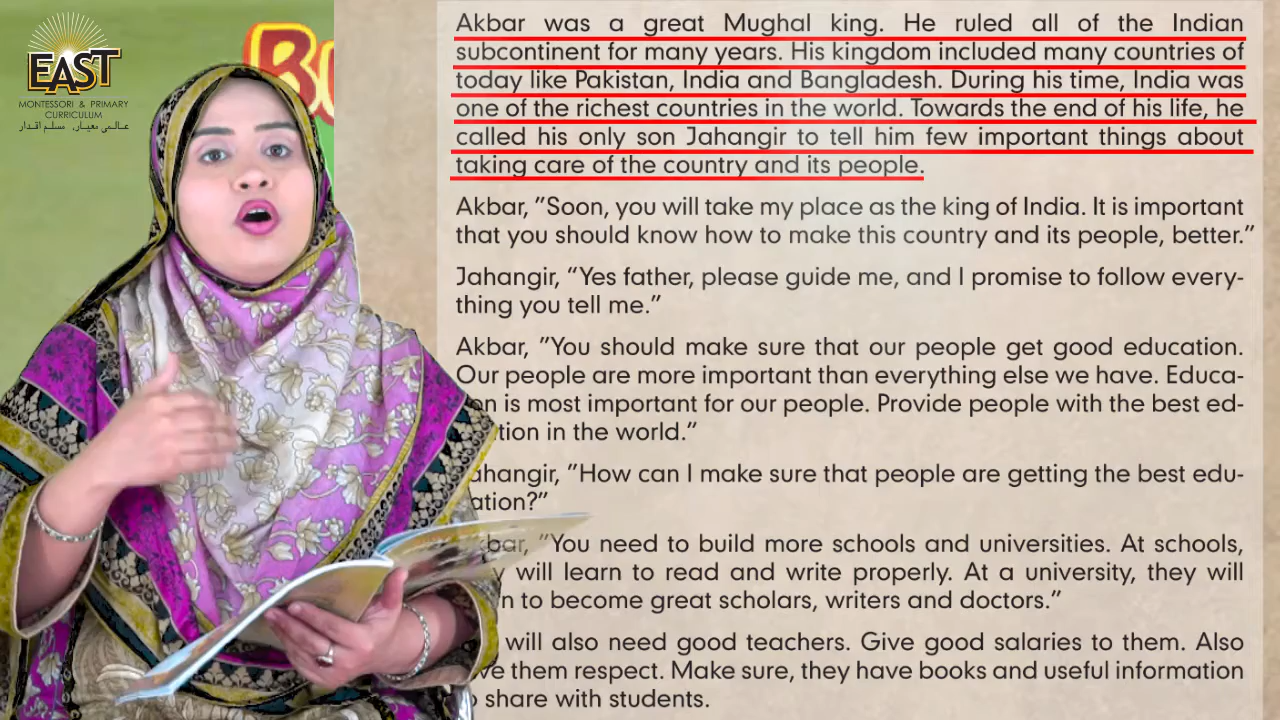 EAST
MONTESSORI & PRIMARY
CURRICULUM
عالمی معیار، مسلم اقدار
Akbar was a great Mughal king. He ruled all of the Indian
subcontinent for many years. His kingdom included many countries of
today like Pakistan, India and Bangladesh. During his time, India was
one of the richest countries in the world. Towards the end of his life, he
called his only son Jahangir to tell him few important things about
taking care of the country and its people.
Akbar, ”Soon, you will take my place as the king of India. It is important
that you should know how to make this country and its people, better.”
Jahangir, ”Yes father, please guide me, and I promise to follow every-
thing you tell me.”
Akbar, ”You should make sure that our people get good education.
Our people are more important than everything else we have. Educa-
on is most important for our people. Provide people with the best ed-
tion in the world.”
ahangir, ”How can I make sure that people are getting the best edu-
ation?”
bar, ”You need to build more schools and universities. At schools,
will learn to read and write properly. At a university, they will
n to become great scholars, writers and doctors.”
will also need good teachers. Give good salaries to them. Also
ve them respect. Make sure, they have books and useful information
share with students.